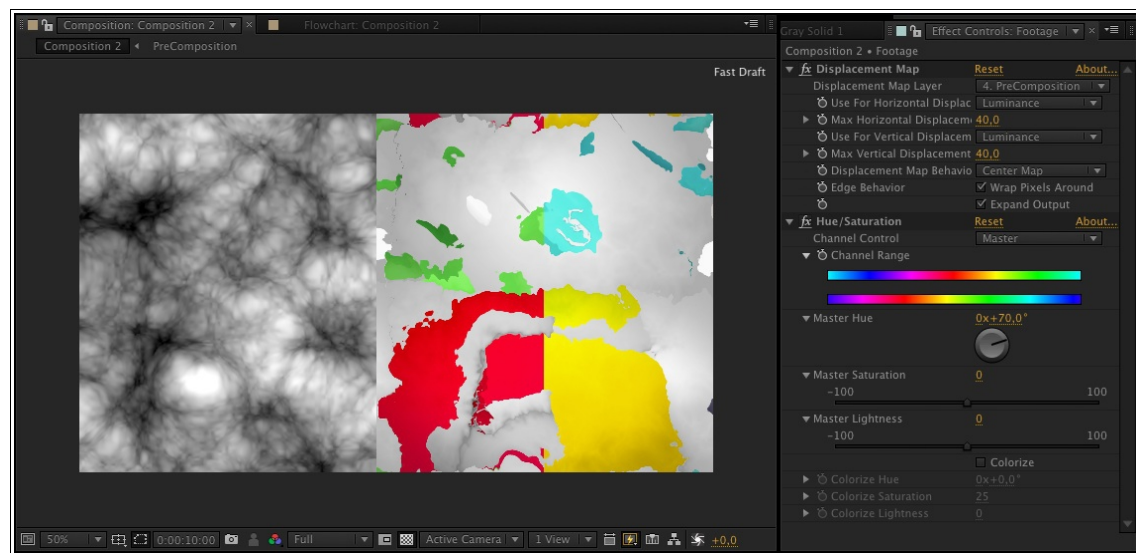 Composition: Composition 2
Flowchart: Composition 2
Composition 2
PreComposition
Fast Draft
50%
0:00:10:00
Full
Active Camera
1 View
+0,0
Gray Solid 1
Effect Controls: Footage
Composition 2 • Footage
fx Displacement Map Reset About...
Displacement Map Layer 4. PreComposition
Use For Horizontal Displac Luminance
Max Horizontal Displacem 40,0
Use For Vertical Displacem Luminance
Max Vertical Displacement 40,0
Displacement Map Behavio Center Map
Edge Behavior Wrap Pixels Around
Expand Output
fx Hue/Saturation Reset About...
Channel Control Master
Channel Range
Master Hue 0x+70,0°
Master Saturation 0
-100 100
Master Lightness 0
-100 100
Colorize
Colorize Hue 0x+0,0°
Colorize Saturation 25
Colorize Lightness 0